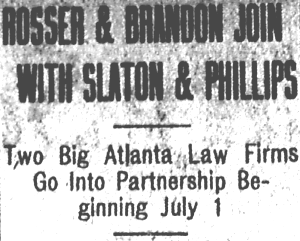 ROSSER & BRANDON JOIN
WITH SLATON & PHILLIPS
Two Big Atlanta Law Firms
Go Into Partnership Be-
ginning July 1